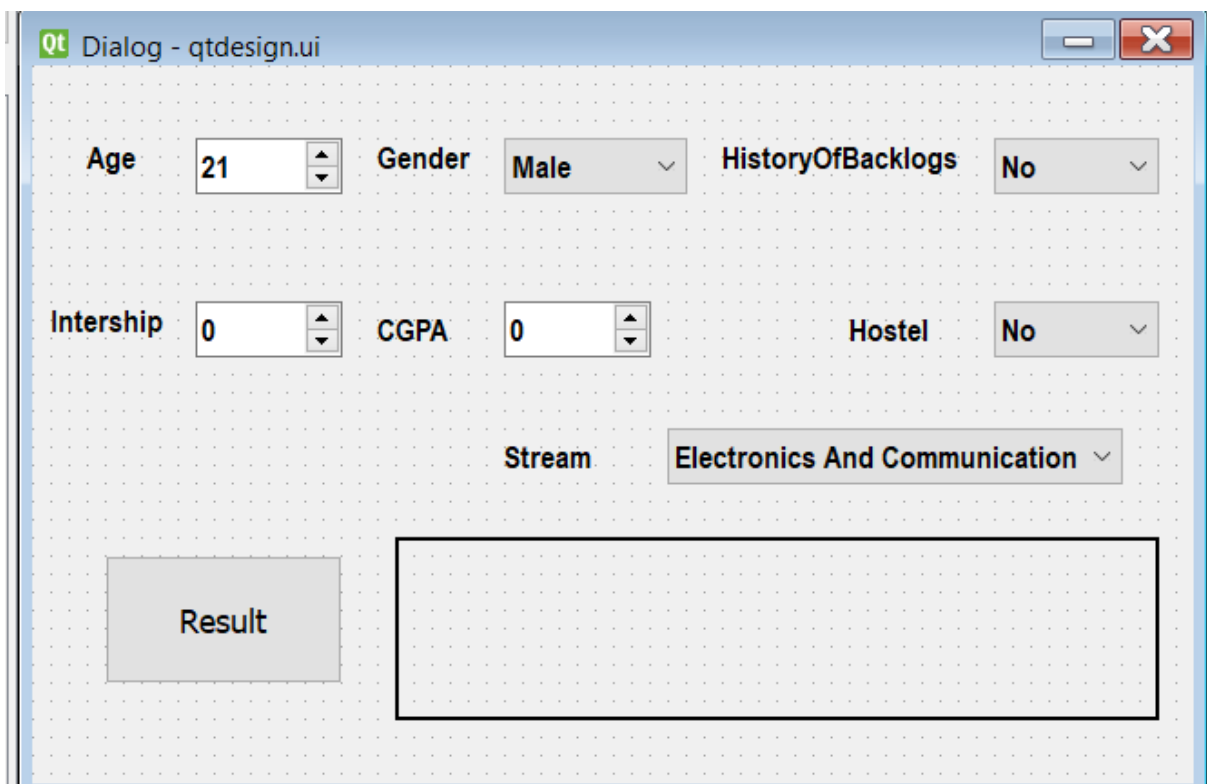 Qt Dialog - qtdesign.ui
Age 21 Gender Male HistoryOfBacklogs No
Intership 0 CGPA 0 Hostel No
Stream Electronics And Communication
Result